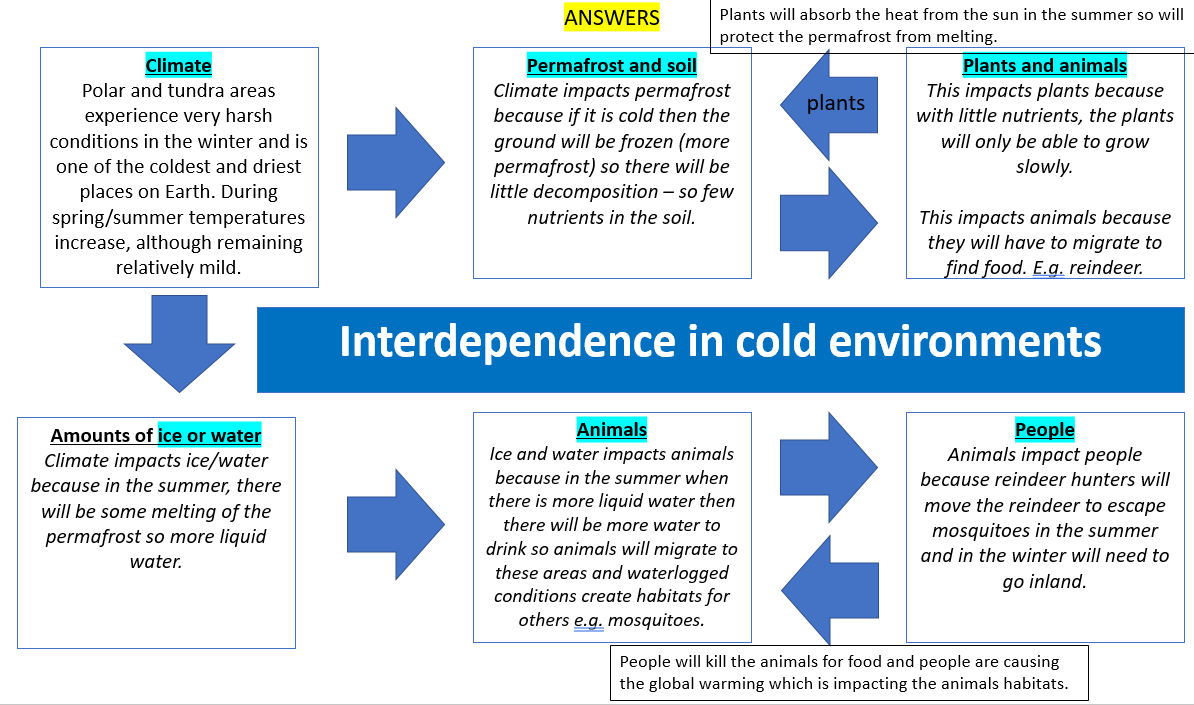 ANSWERS
Plants will absorb the heat from the sun in the summer so will
protect the permafrost from melting.
Climate
Polar and tundra areas
experience very harsh
conditions in the winter and is
one of the coldest and driest
places on Earth. During
spring/summer temperatures
increase, although remaining
relatively mild.
Permafrost and soil
Climate impacts permafrost
because if it is cold then the
ground will be frozen (more
permafrost) so there will be
little decomposition – so few
nutrients in the soil.
plants
Plants and animals
This impacts plants because
with little nutrients, the plants
will only be able to grow
slowly.
This impacts animals because
they will have to migrate to
find food. E.g. reindeer.
Interdependence in cold environments
Amounts of ice or water
Climate impacts ice/water
because in the summer, there
will be some melting of the
permafrost so more liquid
water.
Animals
Ice and water impacts animals
because in the summer when
there is more liquid water then
there will be more water to
drink so animals will migrate to
these areas and waterlogged
conditions create habitats for
others e.g. mosquitoes.
People
Animals impact people
because reindeer hunters will
move the reindeer to escape
mosquitoes in the summer
and in the winter will need to
go inland.
People will kill the animals for food and people are causing
the global warming which is impacting the animals habitats.